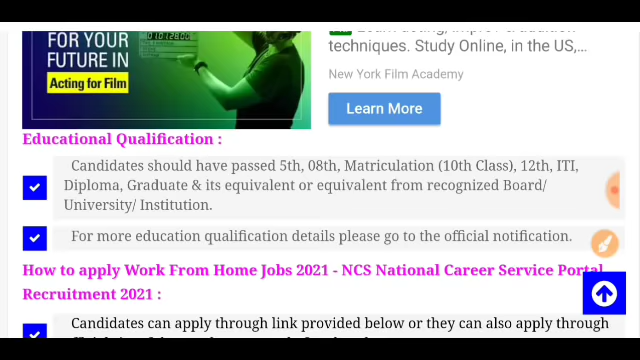 FOR YOUR
FUTURE IN
Acting for Film
techniques. Study Online, in the US,...
New York Film Academy
Learn More
Educational Qualification :
Candidates should have passed 5th, 08th, Matriculation (10th Class), 12th, ITI,
Diploma, Graduate & its equivalent or equivalent from recognized Board/
University/ Institution.
For more education qualification details please go to the official notification.
How to apply Work From Home Jobs 2021 - NCS National Career Service Portal
Recruitment 2021 :
Candidates can apply through link provided below or they can also apply through